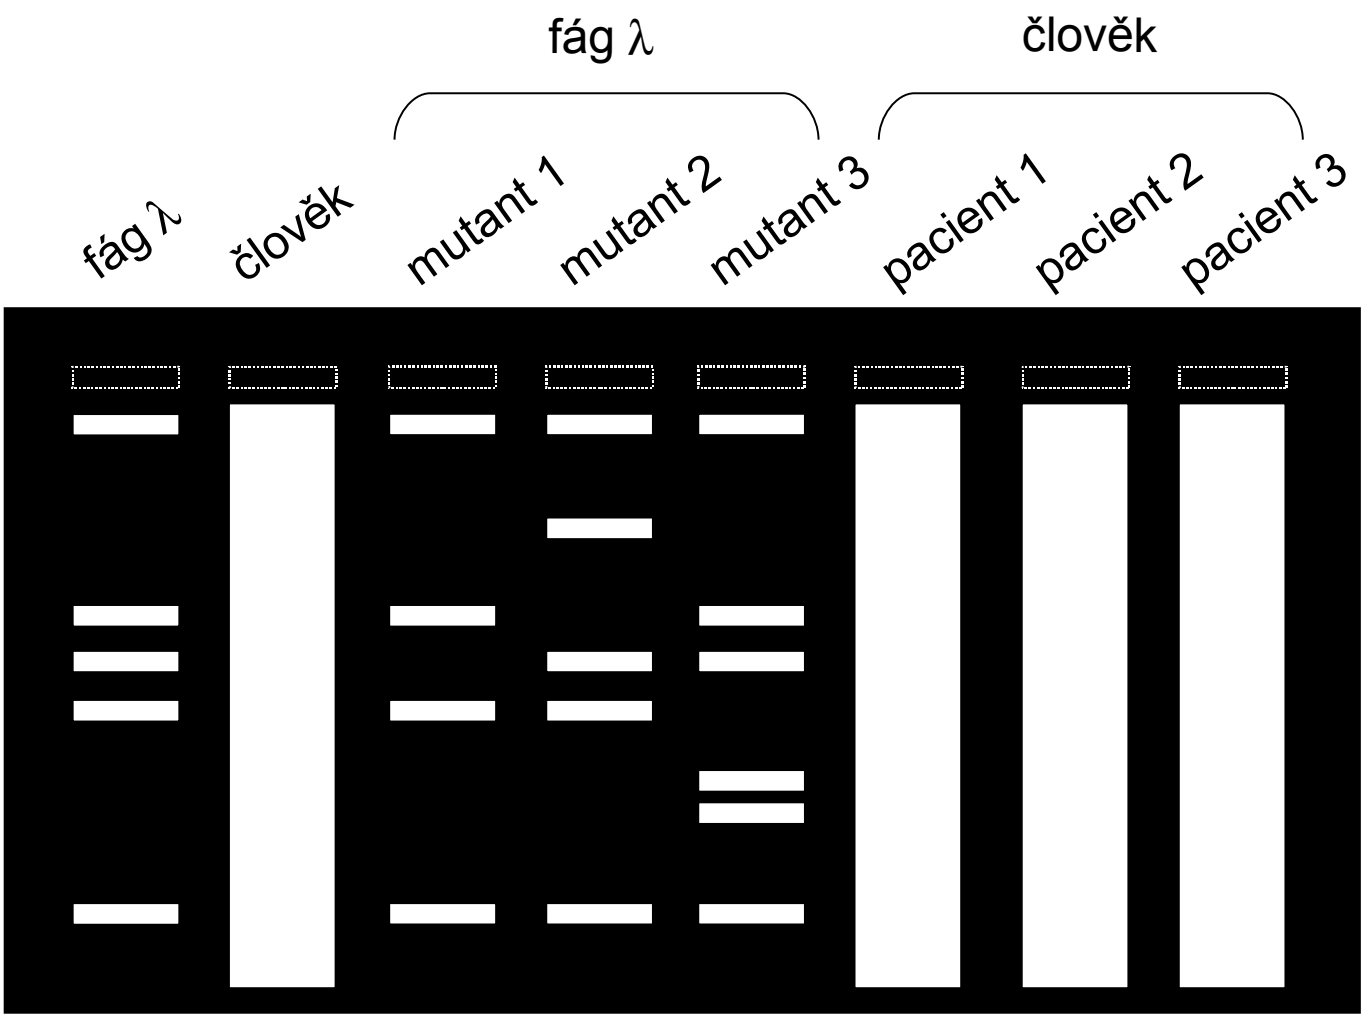 fág λ
člověk
fág λ
člověk
mutant 1
mutant 2
mutant 3
pacient 1
pacient 2
pacient 3